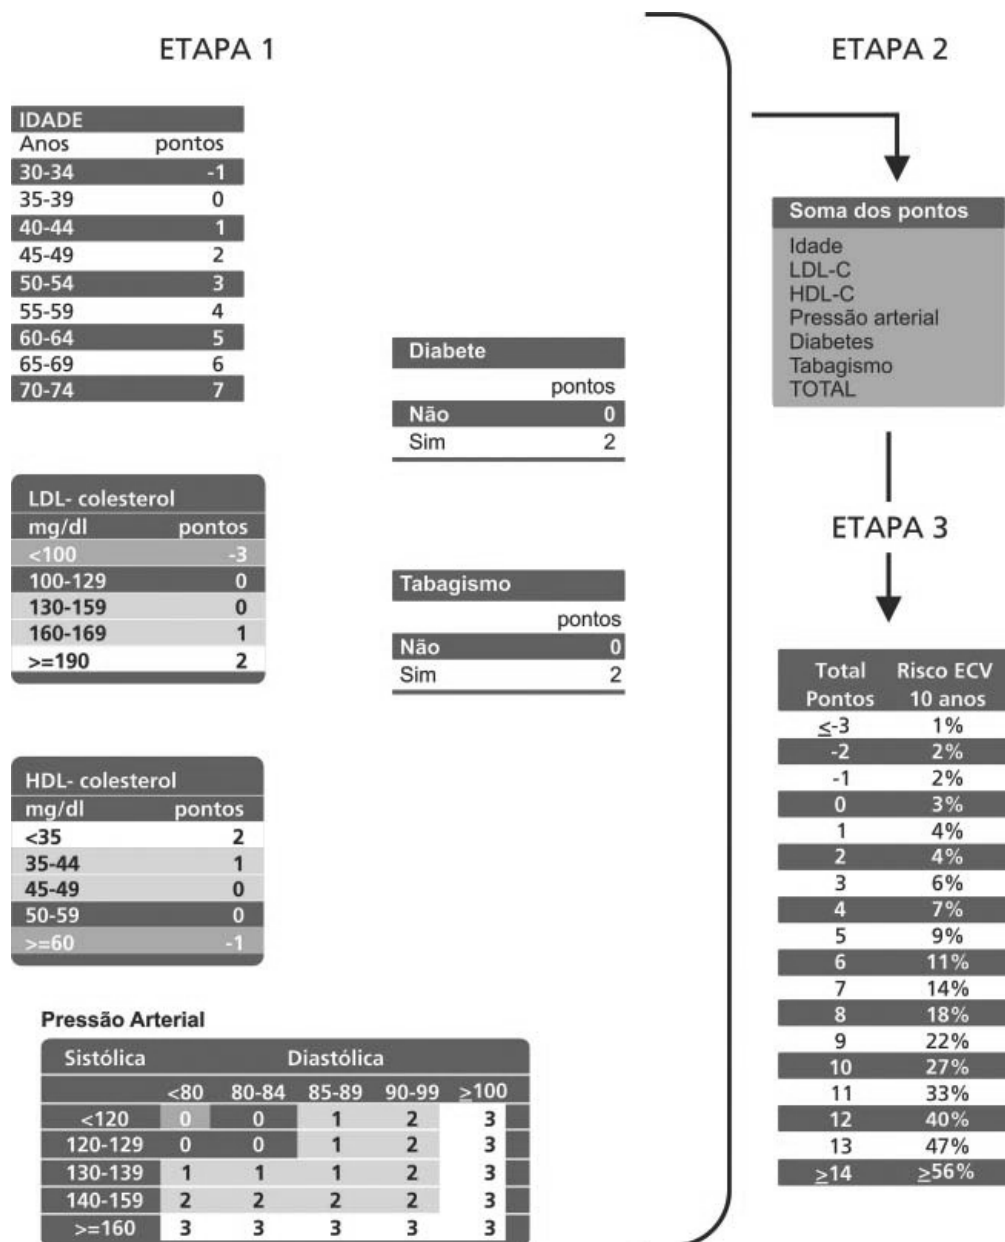 ETAPA 1
IDADE
Anos pontos
30-34 -1
35-39 0
40-44 1
45-49 2
50-54 3
55-59 4
60-64 5
65-69 6
70-74 7
Diabete
pontos
Não 0
Sim 2
LDL- colesterol
mg/dl pontos
<100 -3
100-129 0
130-159 0
160-169 1
>=190 2
Tabagismo
pontos
Não 0
Sim 2
HDL- colesterol
mg/dl pontos
<35 2
35-44 1
45-49 0
50-59 0
>=60 -1
Pressão Arterial
Sistólica Diastólica
<80 80-84 85-89 90-99 ≥100
<120 0 0 1 2 3
120-129 0 0 1 2 3
130-139 1 1 1 2 3
140-159 2 2 2 2 3
>=160 3 3 3 3 3
ETAPA 2
Soma dos pontos
Idade
LDL-C
HDL-C
Pressão arterial
Diabetes
Tabagismo
TOTAL
ETAPA 3
Total Risco ECV
Pontos 10 anos
≤-3 1%
-2 2%
-1 2%
0 3%
1 4%
2 4%
3 6%
4 7%
5 9%
6 11%
7 14%
8 18%
9 22%
10 27%
11 33%
12 40%
13 47%
≥14 ≥56%